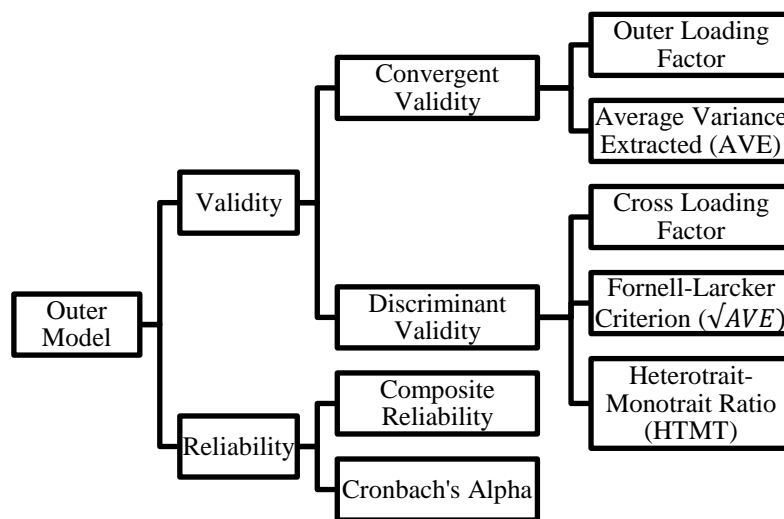 Outer Loading
Factor
Convergent
Validity
Average Variance
Extracted (AVE)
Validity
Cross Loading
Factor
Outer
Model
Discriminant
Validity
Fornell-Larcker
Criterion (√AVE)
Heterotrait-
Monotrait Ratio
(HTMT)
Composite
Reliability
Reliability
Cronbach's Alpha